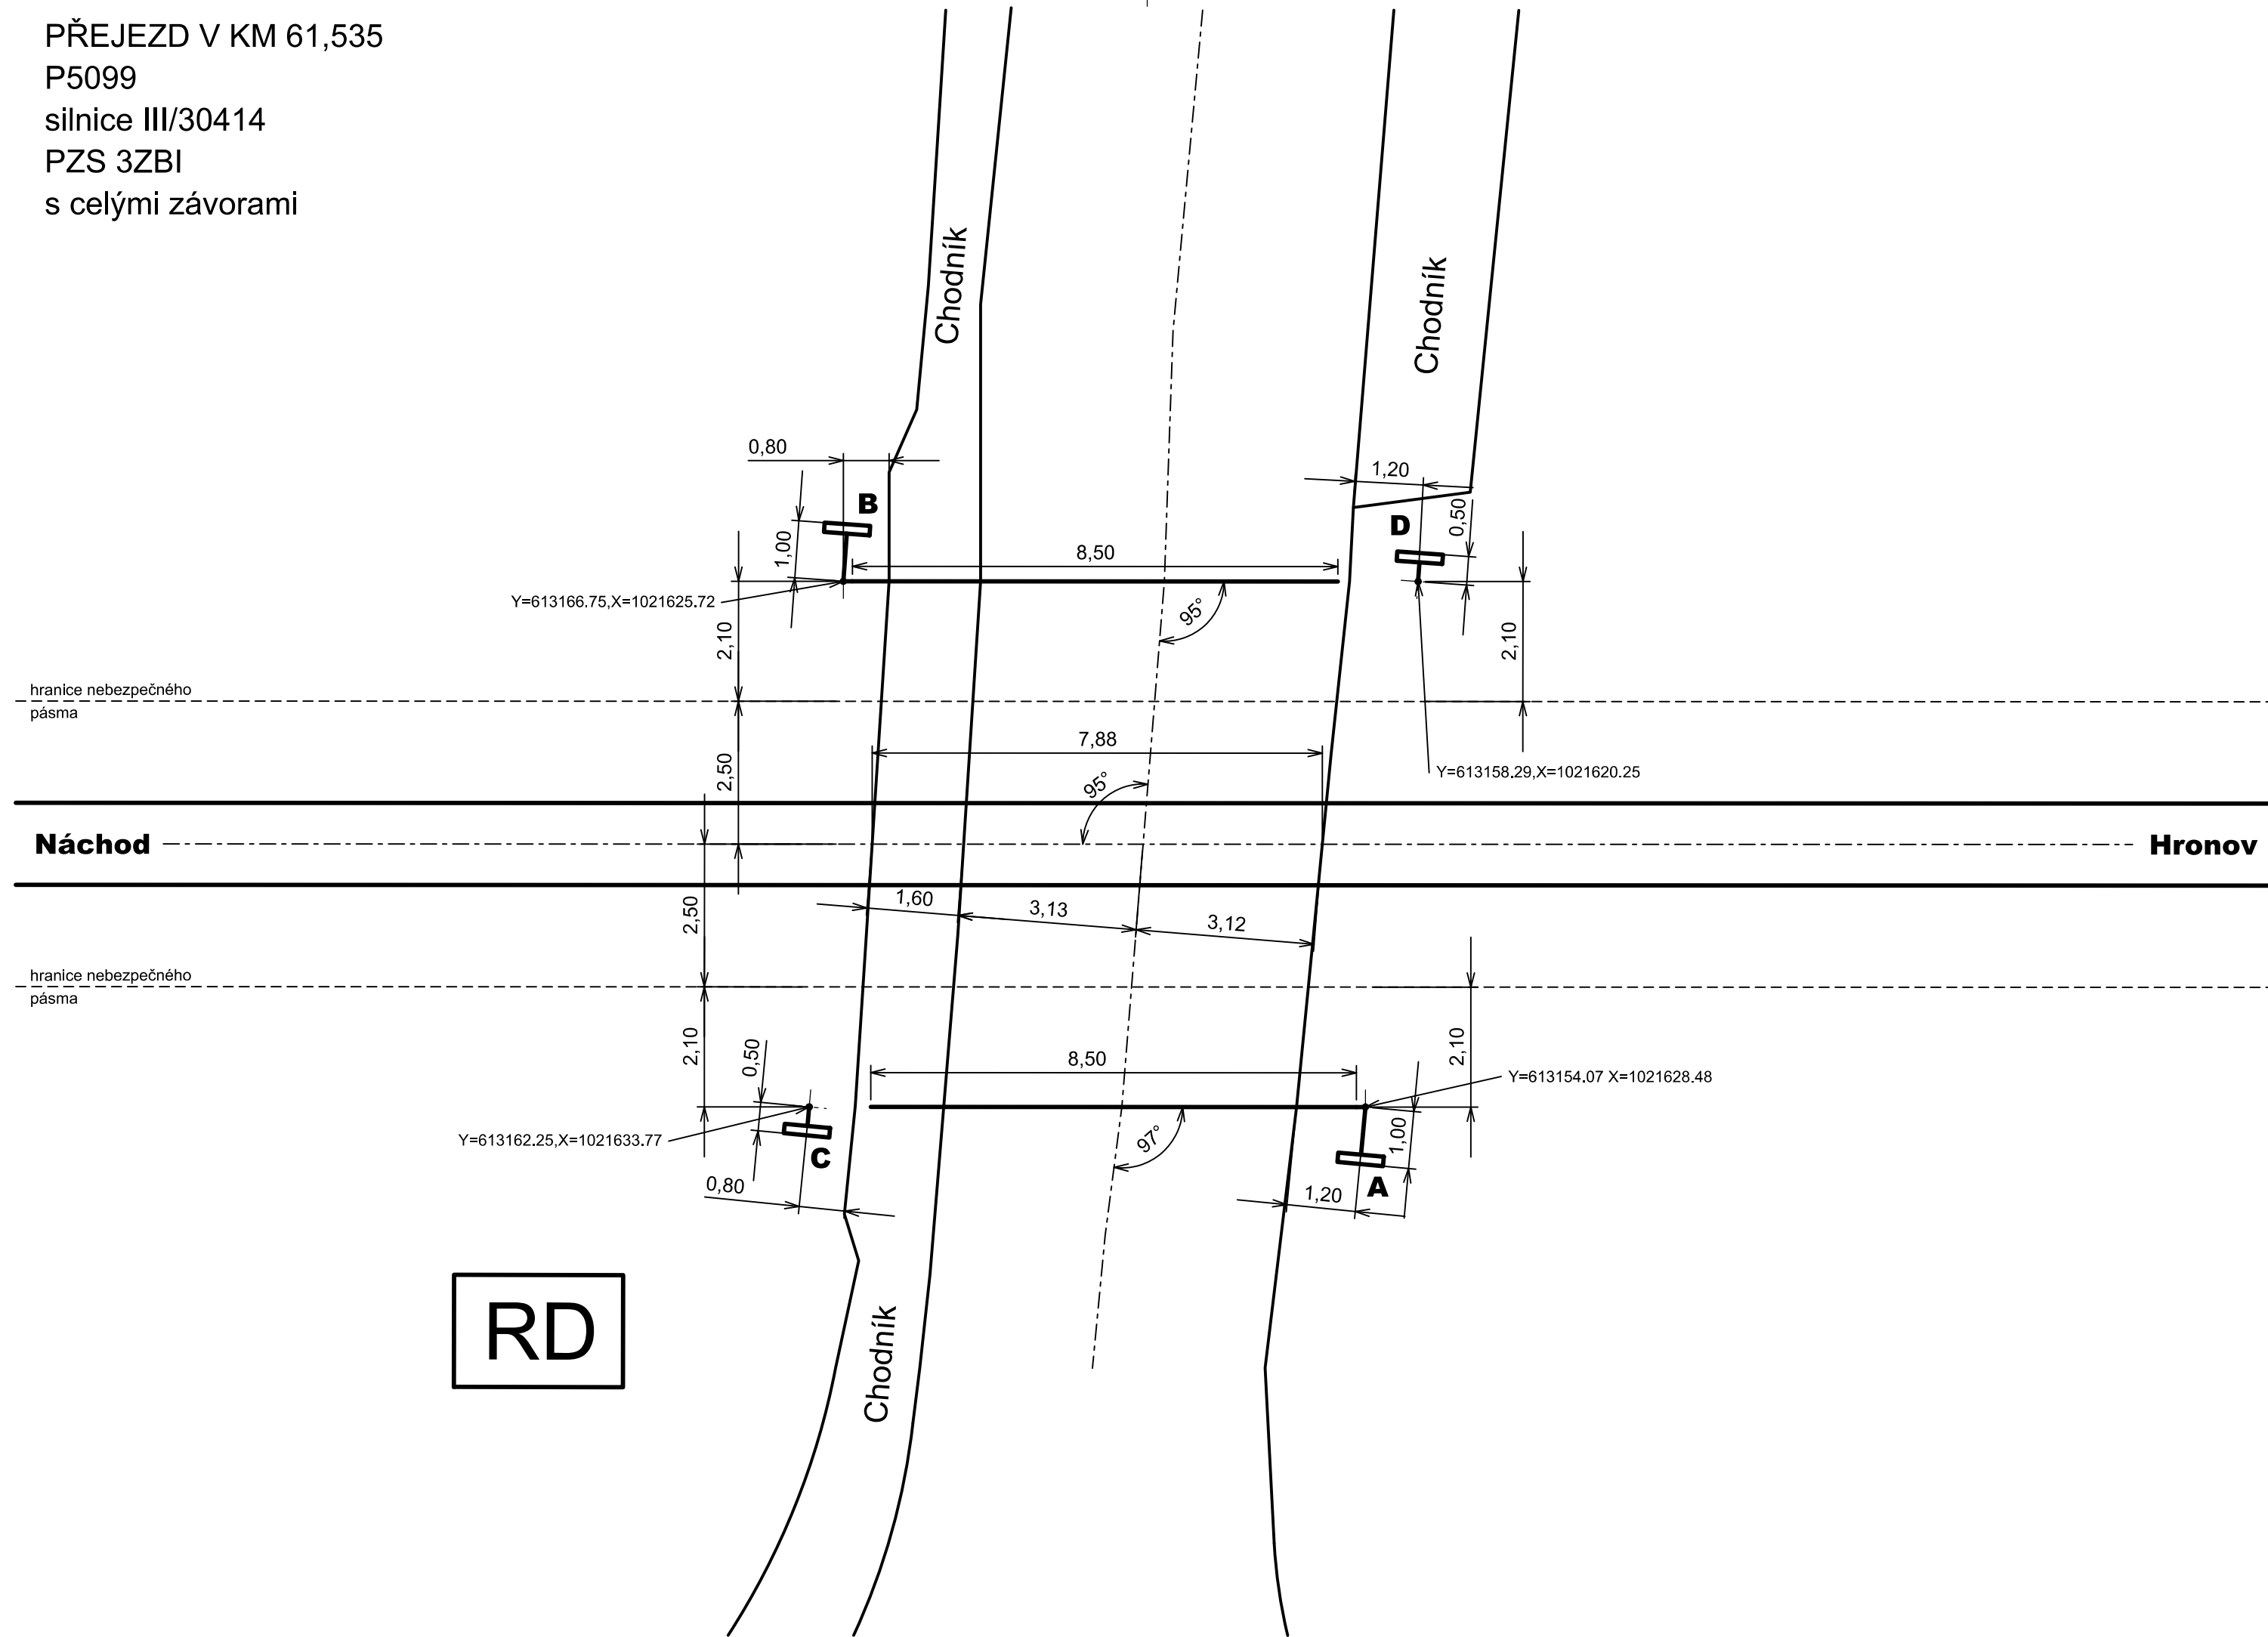 PŘEJEZD V KM 61,535
P5099
silnice III/30414
PZS 3ZBI
s celými závorami
Chodník
Chodník
0,80
B
1,20
D
0,50
1,00
8,50
Y=613166.75,X=1021625.72
95°
2,10
2,10
hranice nebezpečného
pásma
7,88
2,50
95°
Y=613158.29,X=1021620.25
Náchod
Hronov
2,50
1,60
3,13
3,12
hranice nebezpečného
pásma
2,10
0,50
8,50
2,10
Y=613154.07 X=1021628.48
Y=613162.25,X=1021633.77
97°
1,00
C
0,80
1,20
A
RD
Chodník